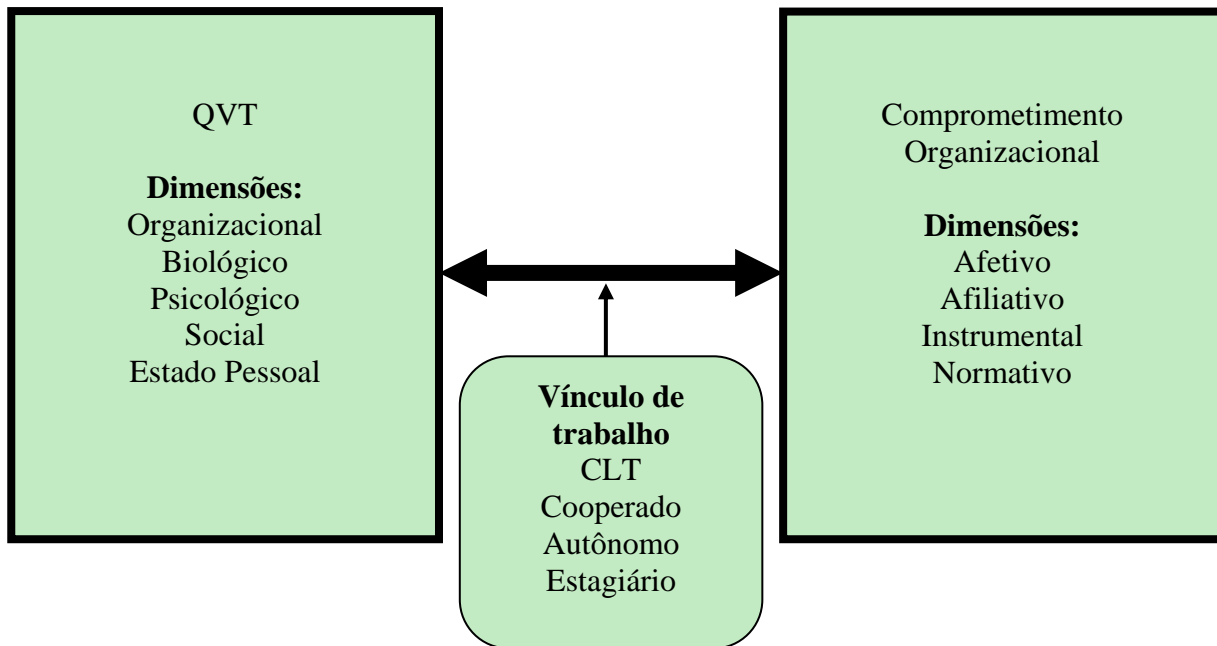 QVT
Dimensões:
Organizacional
Biológico
Psicológico
Social
Estado Pessoal
Comprometimento
Organizacional
Dimensões:
Afetivo
Afiliativo
Instrumental
Normativo
Vínculo de
trabalho
CLT
Cooperado
Autônomo
Estagiário